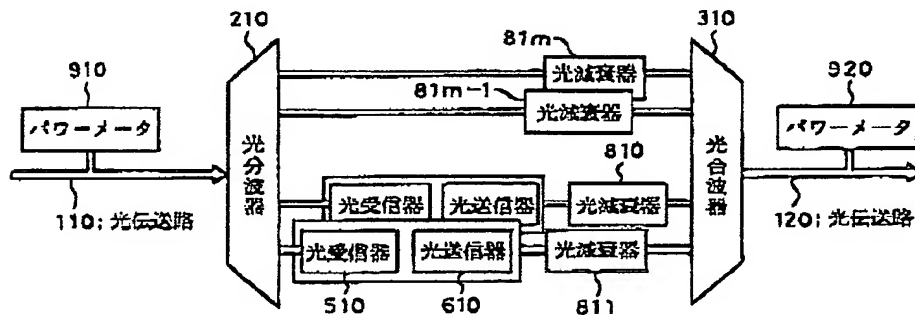 210
81m
310
910
81m-1
光減衰器
920
パワーメータ
光減衰器
パワーメータ
光分波器
光合波器
810
光受信器
光送信器
光減衰器
110; 光伝送路
120; 光伝送路
光受信器
光送信器
光減衰器
510
610
811